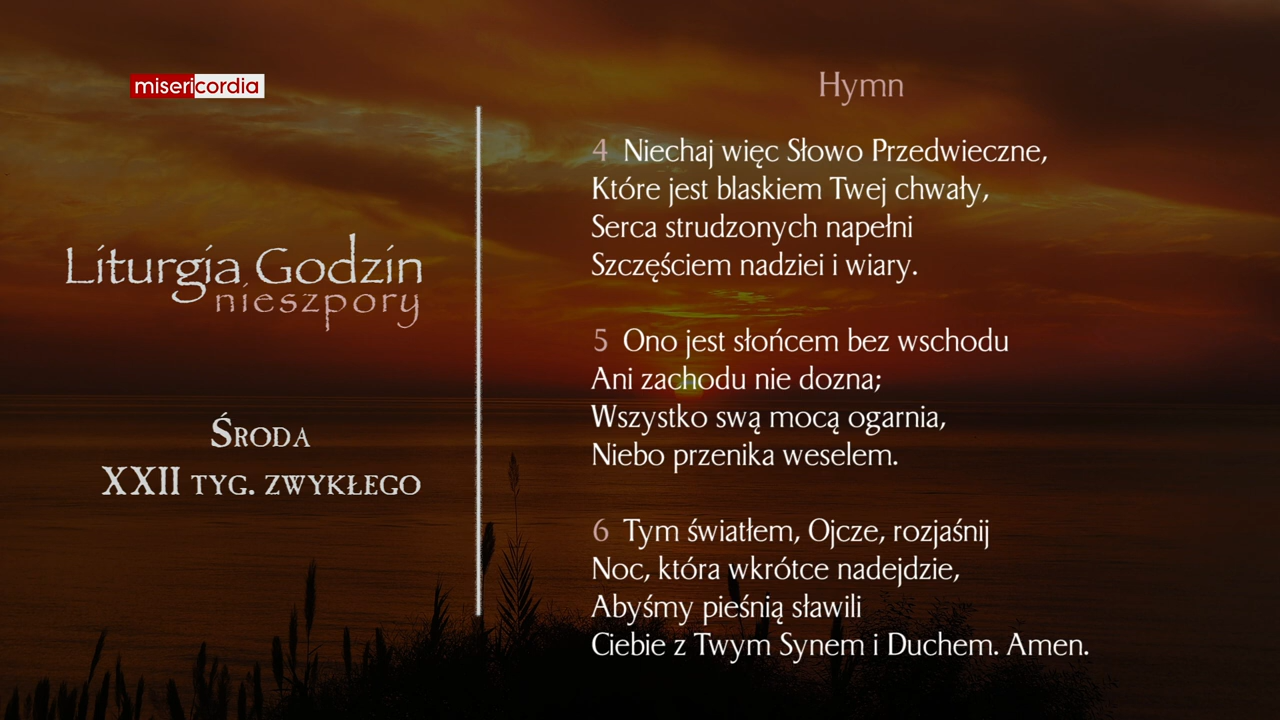 misericordia
Liturgia Godzin
nieszpory
Środa
XXII tyg. zwykłego
Hymn
4 Niechaj więc Słowo Przedwieczne,
Które jest blaskiem Twej chwały,
Serca strudzonych napełni
Szczęściem nadziei i wiary.
5 Ono jest słońcem bez wschodu
Ani zachodu nie dozna;
Wszystko swą mocą ogarnia,
Niebo przenika weselem.
6 Tym światłem, Ojcze, rozjaśnij
Noc, która wkrótce nadejdzie,
Abyśmy pieśnią sławili
Ciebie z Twym Synem i Duchem. Amen.